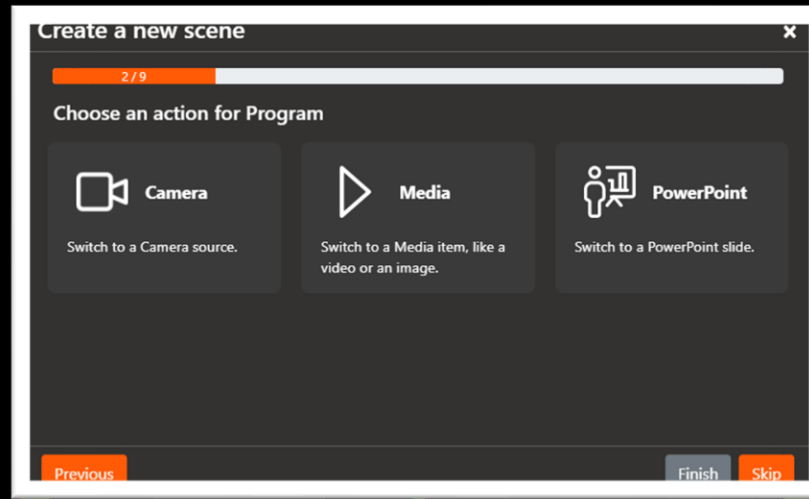 Create a new scene
×
2/9
Choose an action for Program
Camera
Switch to a Camera source.
Media
Switch to a Media item, like a
video or an image.
PowerPoint
Switch to a PowerPoint slide.
Previous
Finish
Skip